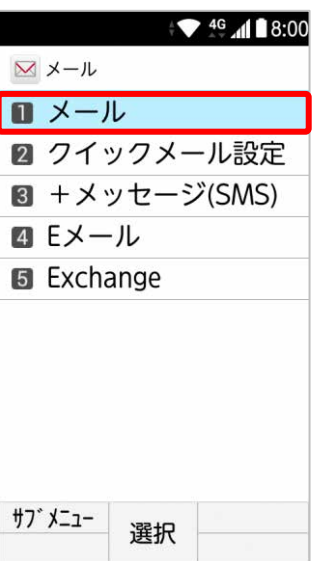 4G 8:00
メール
1 メール
2 クイックメール設定
3 +メッセージ(SMS)
4 Eメール
5 Exchange
ｻﾌﾞﾒﾆｭｰ
選択